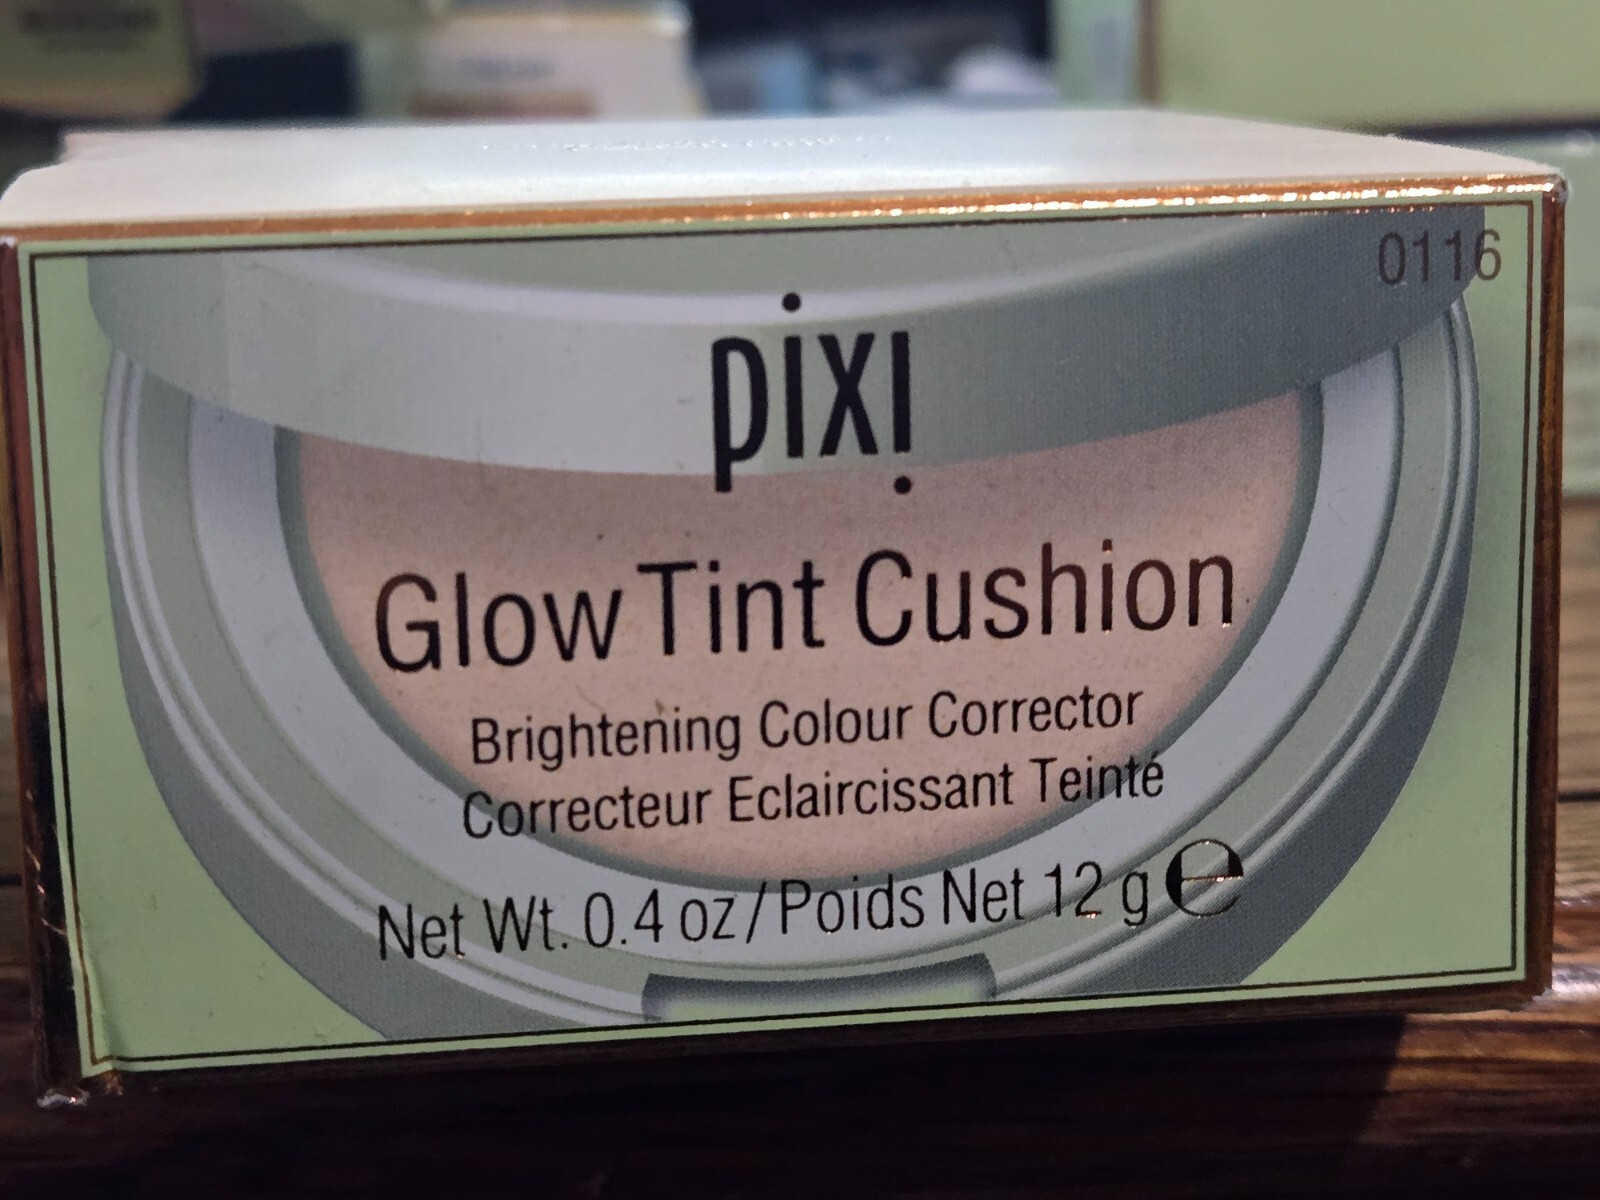 0116
pixi
Glow Tint Cushion
Brightening Colour Corrector
Correcteur Eclaircissant Teinté
Net Wt. 0.4 oz/Poids Net 12 g ℮